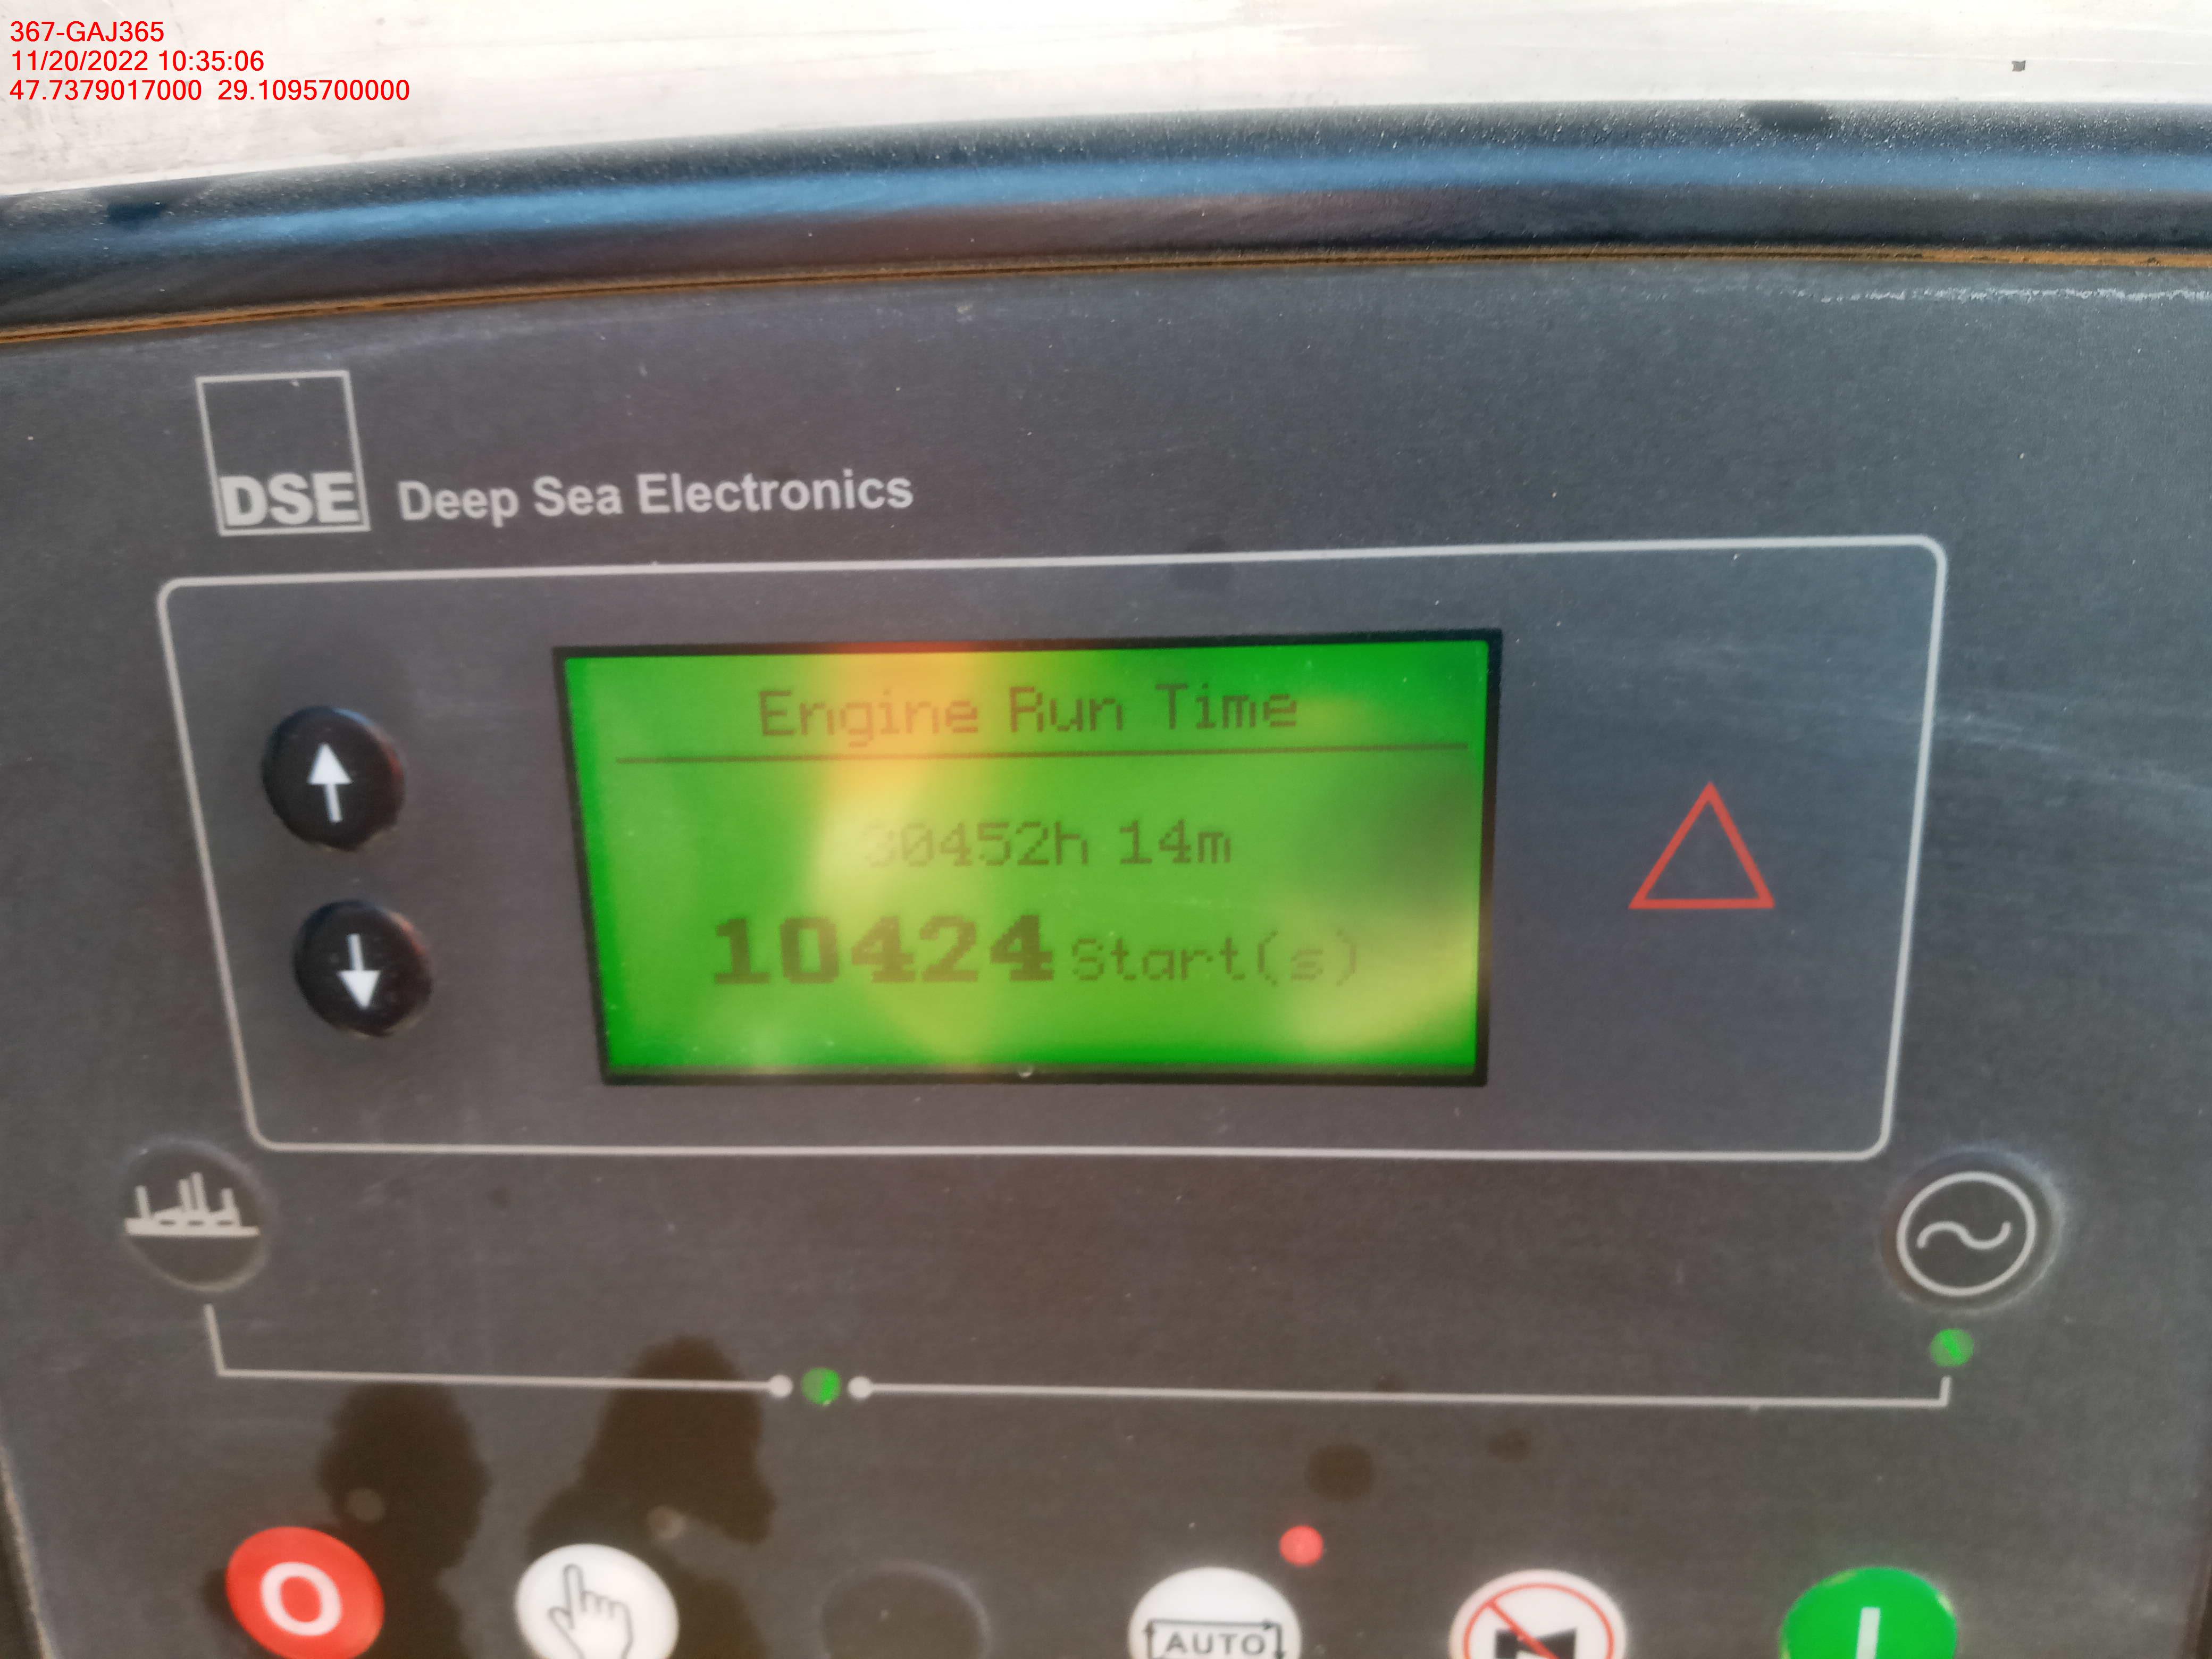 367-GAJ365
11/20/2022 10:35:06
47.7379017000 29.1095700000
DSE Deep Sea Electronics
Engine Run Time
30452h 14m
10424 Start(s)
O
AUTO
I